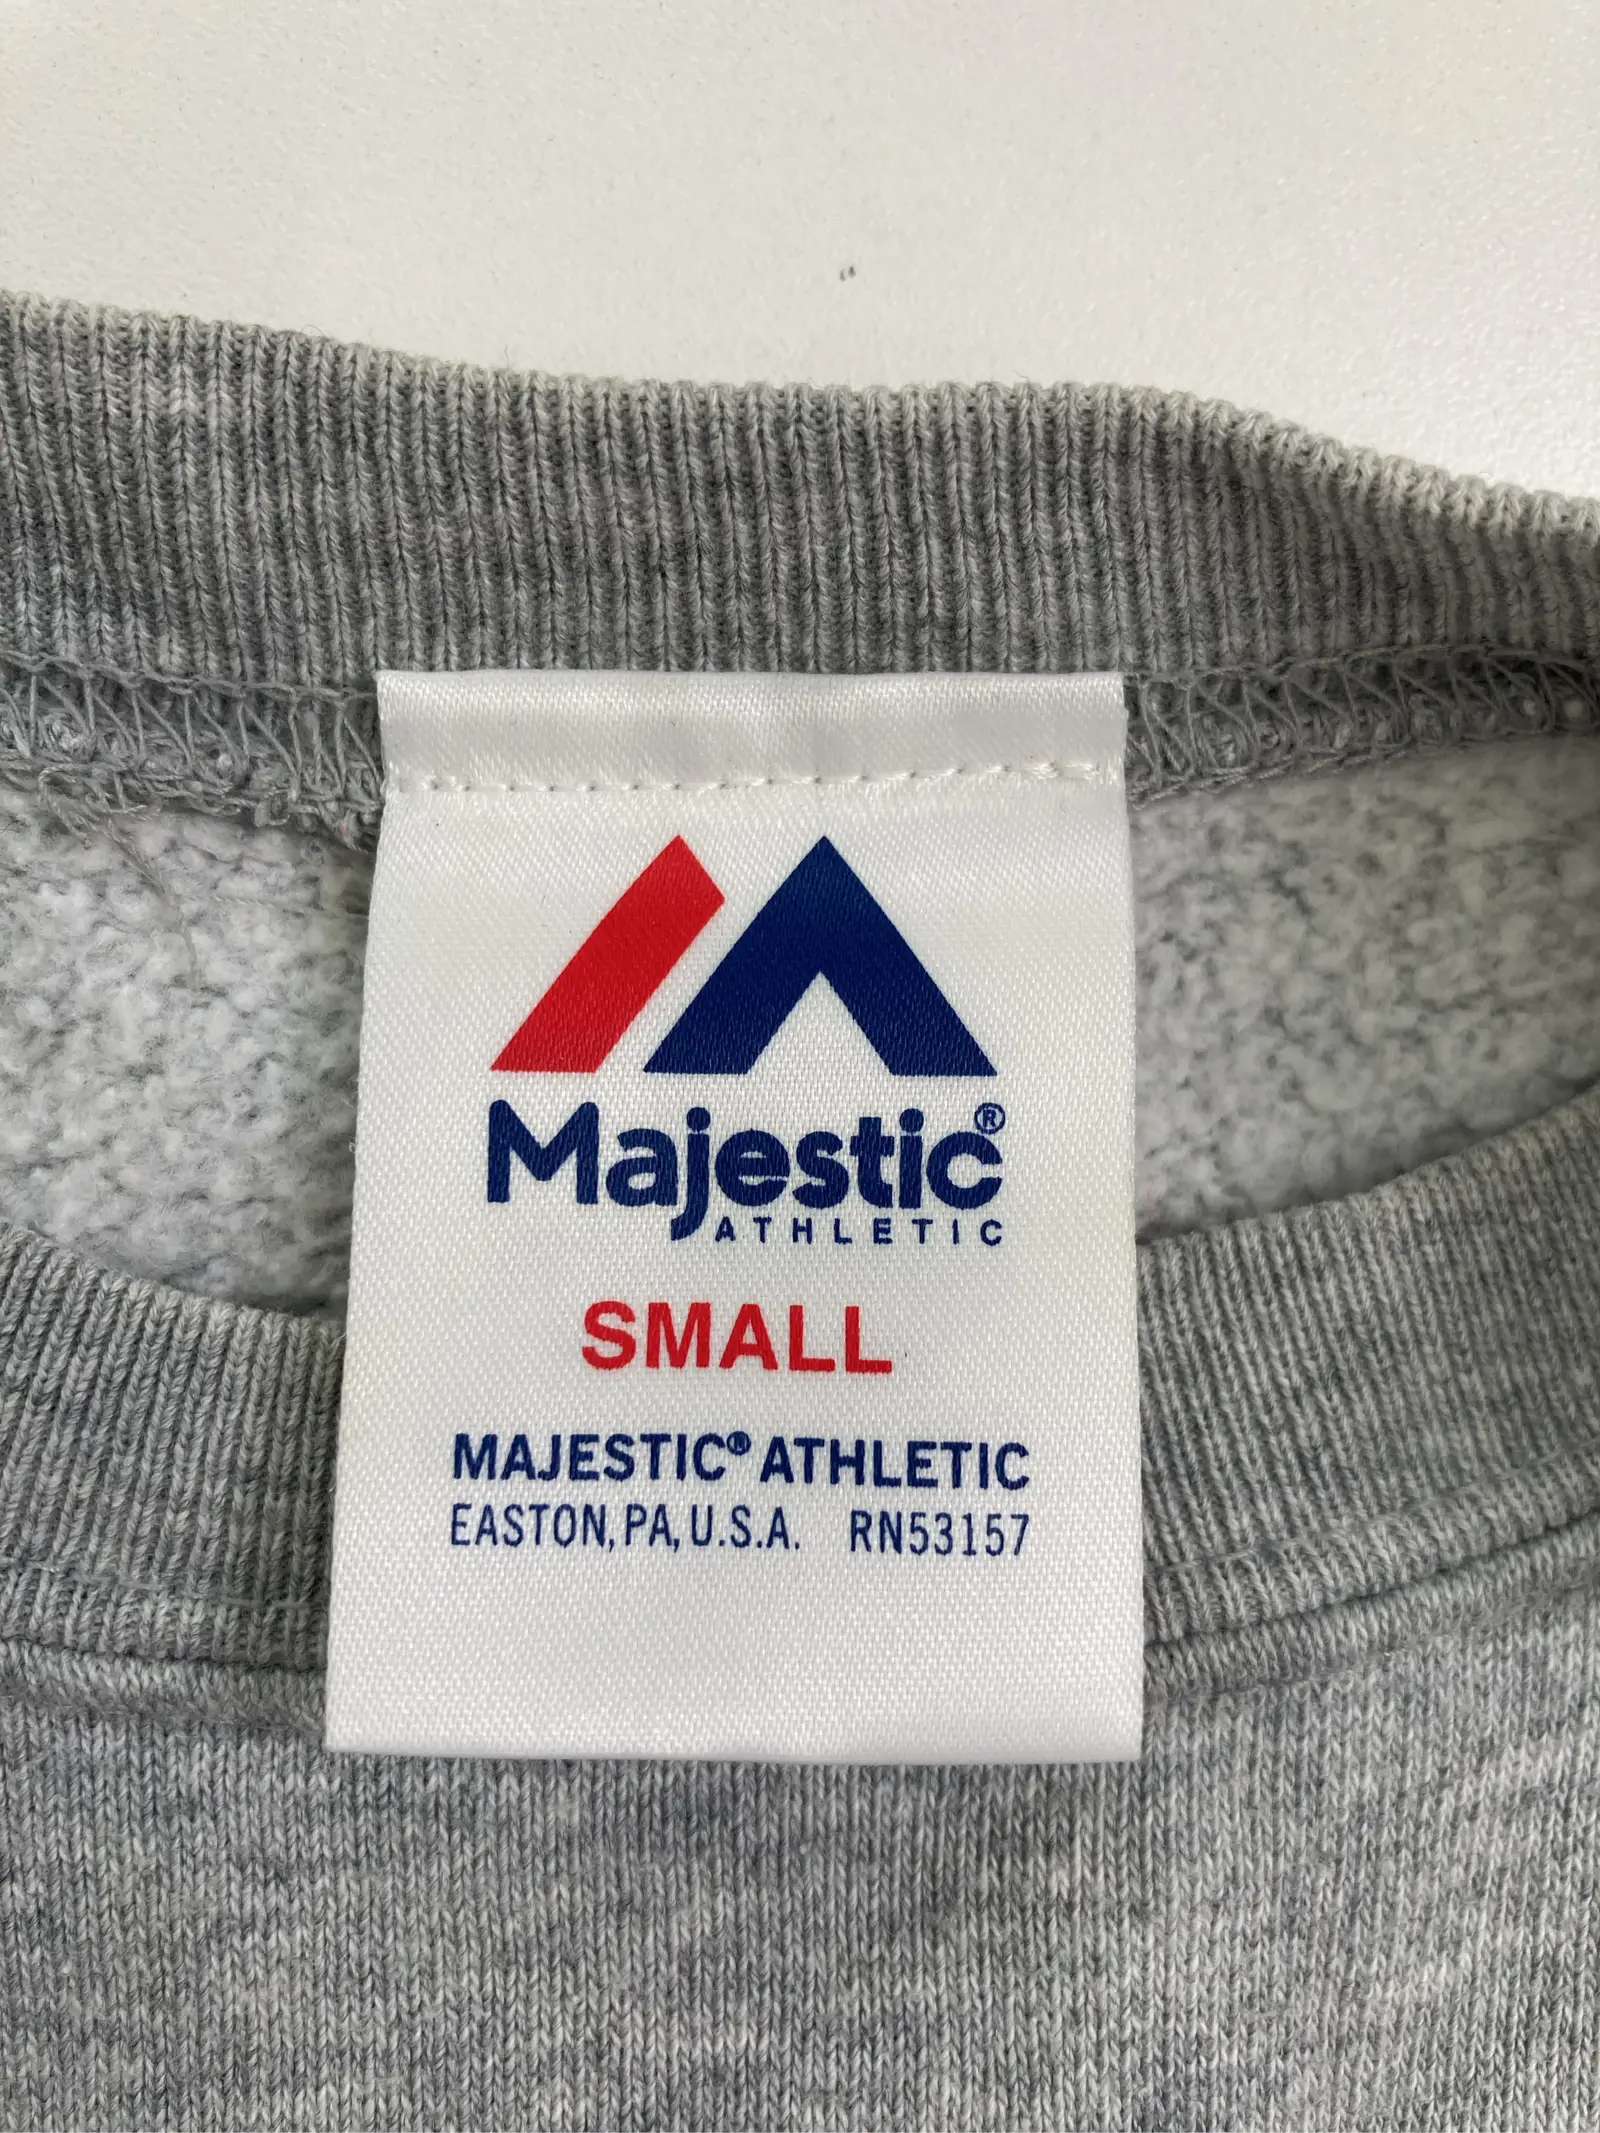 Majestic®
ATHLETIC
SMALL
MAJESTIC® ATHLETIC
EASTON, PA, U.S.A. RN53157